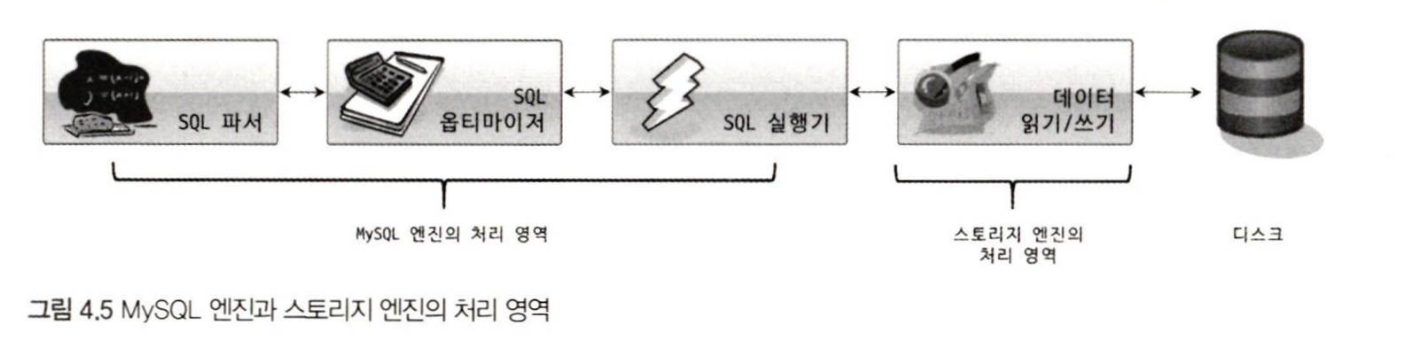 SQL 파서
SQL
옵티마이저
SQL 실행기
데이터
읽기/쓰기
MySQL 엔진의 처리 영역
스토리지 엔진의
처리 영역
디스크
그림 4.5 MySQL 엔진과 스토리지 엔진의 처리 영역